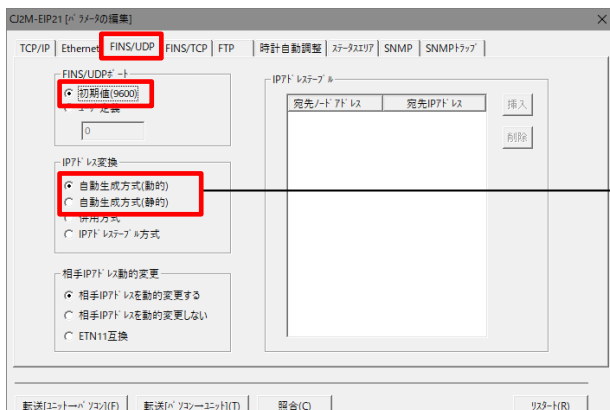 CJ2M-EIP21 [ﾊﾟﾗﾒｰﾀの編集]
TCP/IP Ethernet FINS/UDP FINS/TCP FTP 時計自動調整 ｽﾃｰﾀｽｴﾘｱ SNMP SNMPﾄﾗｯﾌﾟ
FINS/UDPﾎﾟｰﾄ
初期値(9600)
ﾕｰｻﾞ定義
0
IPｱﾄﾞﾚｽ変換
自動生成方式(動的)
自動生成方式(静的)
併用方式
IPｱﾄﾞﾚｽﾃｰﾌﾞﾙ方式
相手IPｱﾄﾞﾚｽ動的変更
相手IPｱﾄﾞﾚｽを動的変更する
相手IPｱﾄﾞﾚｽを動的変更しない
ETN11互換
IPｱﾄﾞﾚｽﾃｰﾌﾞﾙ
宛先ﾉｰﾄﾞｱﾄﾞﾚｽ 宛先IPｱﾄﾞﾚｽ
挿入
削除
転送[ﾕﾆｯﾄ→ﾊﾟｿｺﾝ](F) 転送[ﾊﾟｿｺﾝ→ﾕﾆｯﾄ](T) 照合(C) ﾘｽﾀｰﾄ(R)